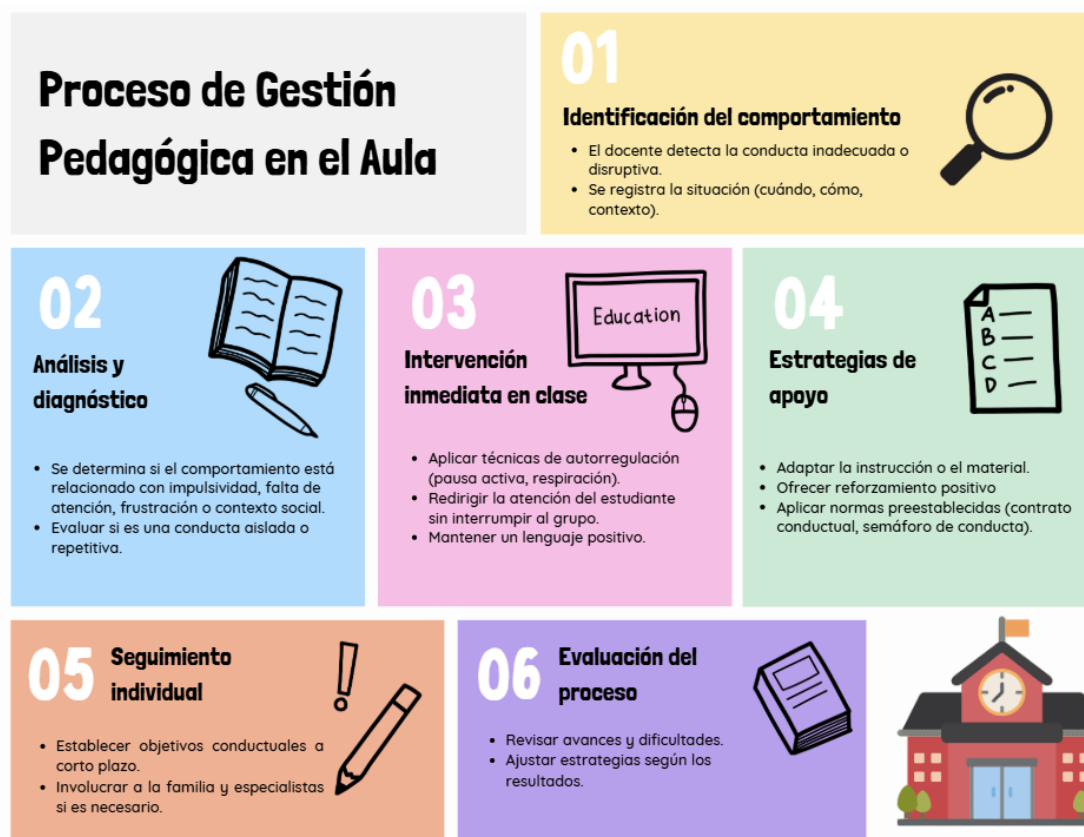 Proceso de Gestión
Pedagógica en el Aula
01
Identificación del comportamiento
• El docente detecta la conducta inadecuada o
disruptiva.
• Se registra la situación (cuándo, cómo,
contexto).
02
Análisis y
diagnóstico
• Se determina si el comportamiento está
relacionado con impulsividad, falta de
atención, frustración o contexto social.
• Evaluar si es una conducta aislada o
repetitiva.
03
Education
Intervención
inmediata en clase
• Aplicar técnicas de autorregulación
(pausa activa, respiración).
• Redirigir la atención del estudiante
sin interrumpir al grupo.
• Mantener un lenguaje positivo.
04
A
B
C
D
Estrategias de
apoyo
• Adaptar la instrucción o el material.
• Ofrecer reforzamiento positivo
• Aplicar normas preestablecidas (contrato
conductual, semáforo de conducta).
05
Seguimiento
individual
• Establecer objetivos conductuales a
corto plazo.
• Involucrar a la familia y especialistas
si es necesario.
06
Evaluación del
proceso
• Revisar avances y dificultades.
• Ajustar estrategias según los
resultados.